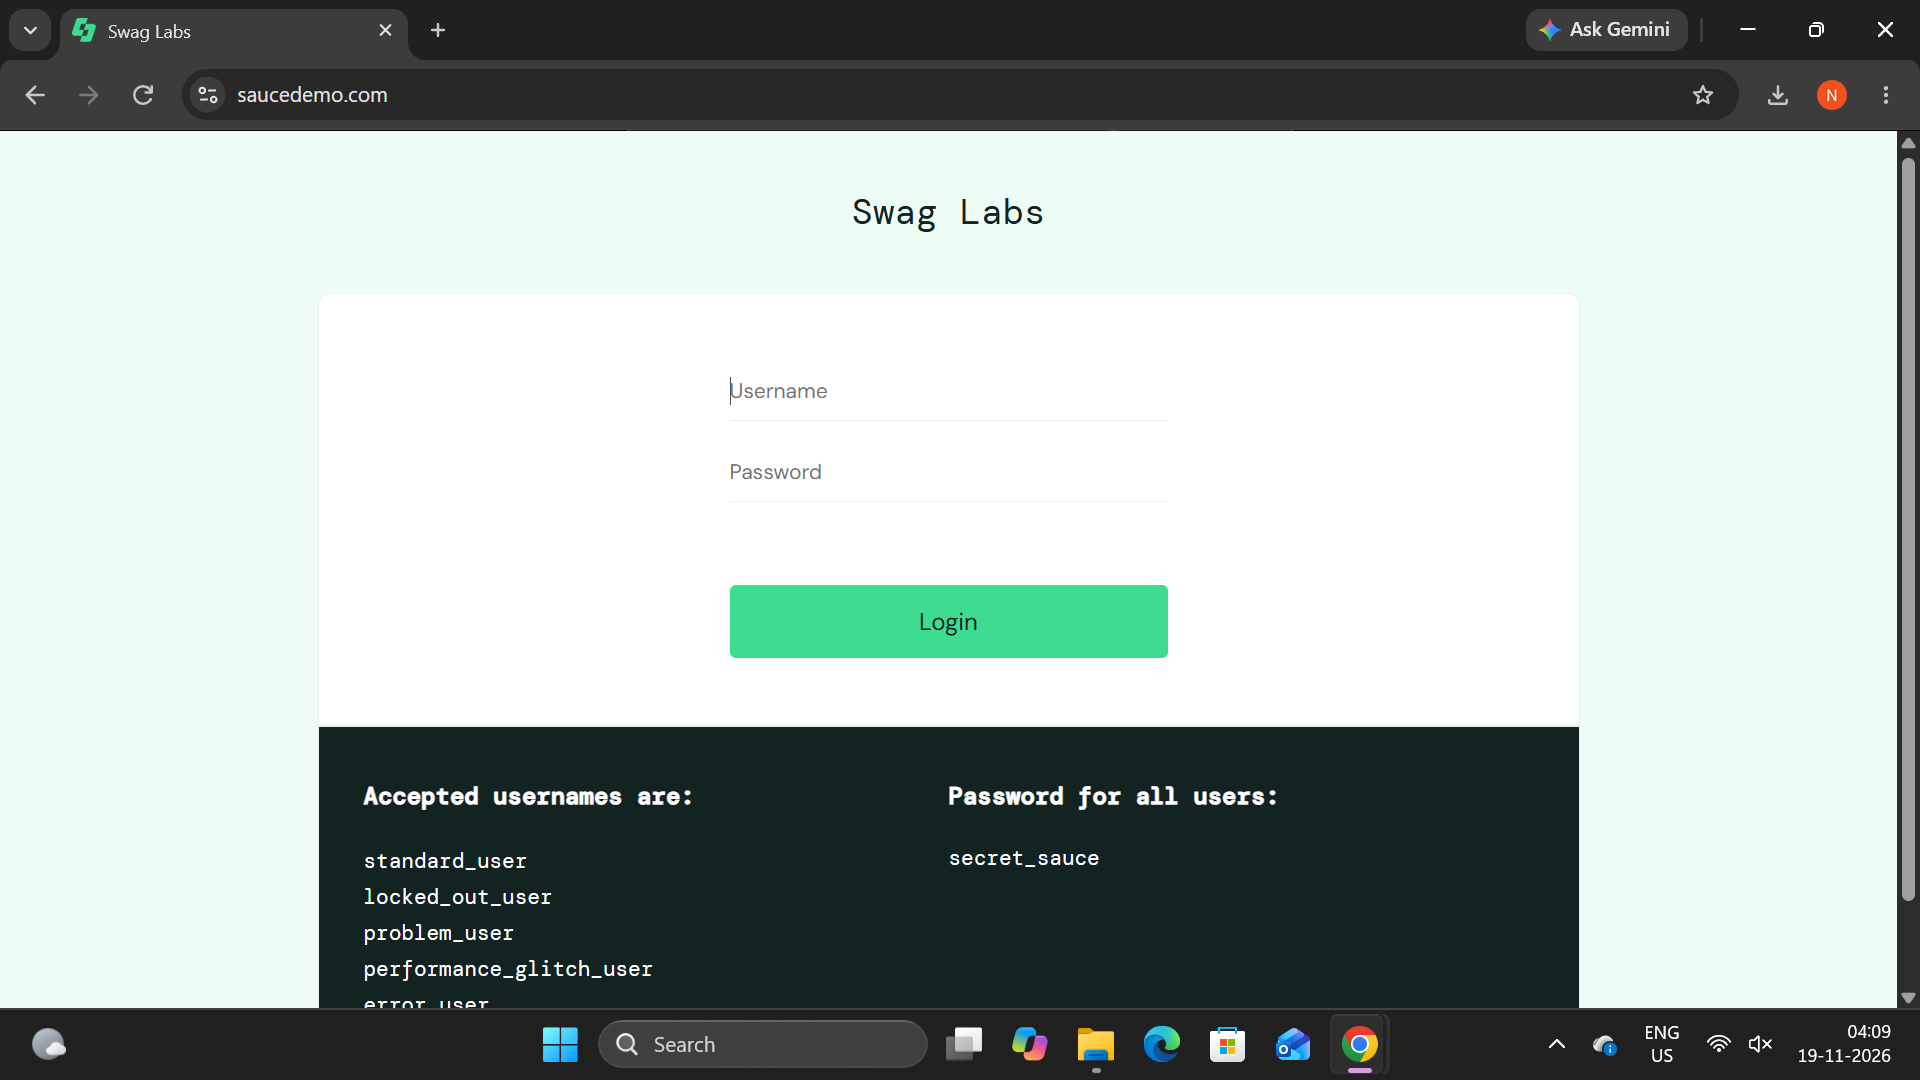 Swag Labs
Ask Gemini
saucedemo.com
N
Swag Labs
Username
Password
Login
Accepted usernames are:
standard_user
locked_out_user
problem_user
performance_glitch_user
error_user
Password for all users:
secret_sauce
Search
ENG
US
04:09
19-11-2026